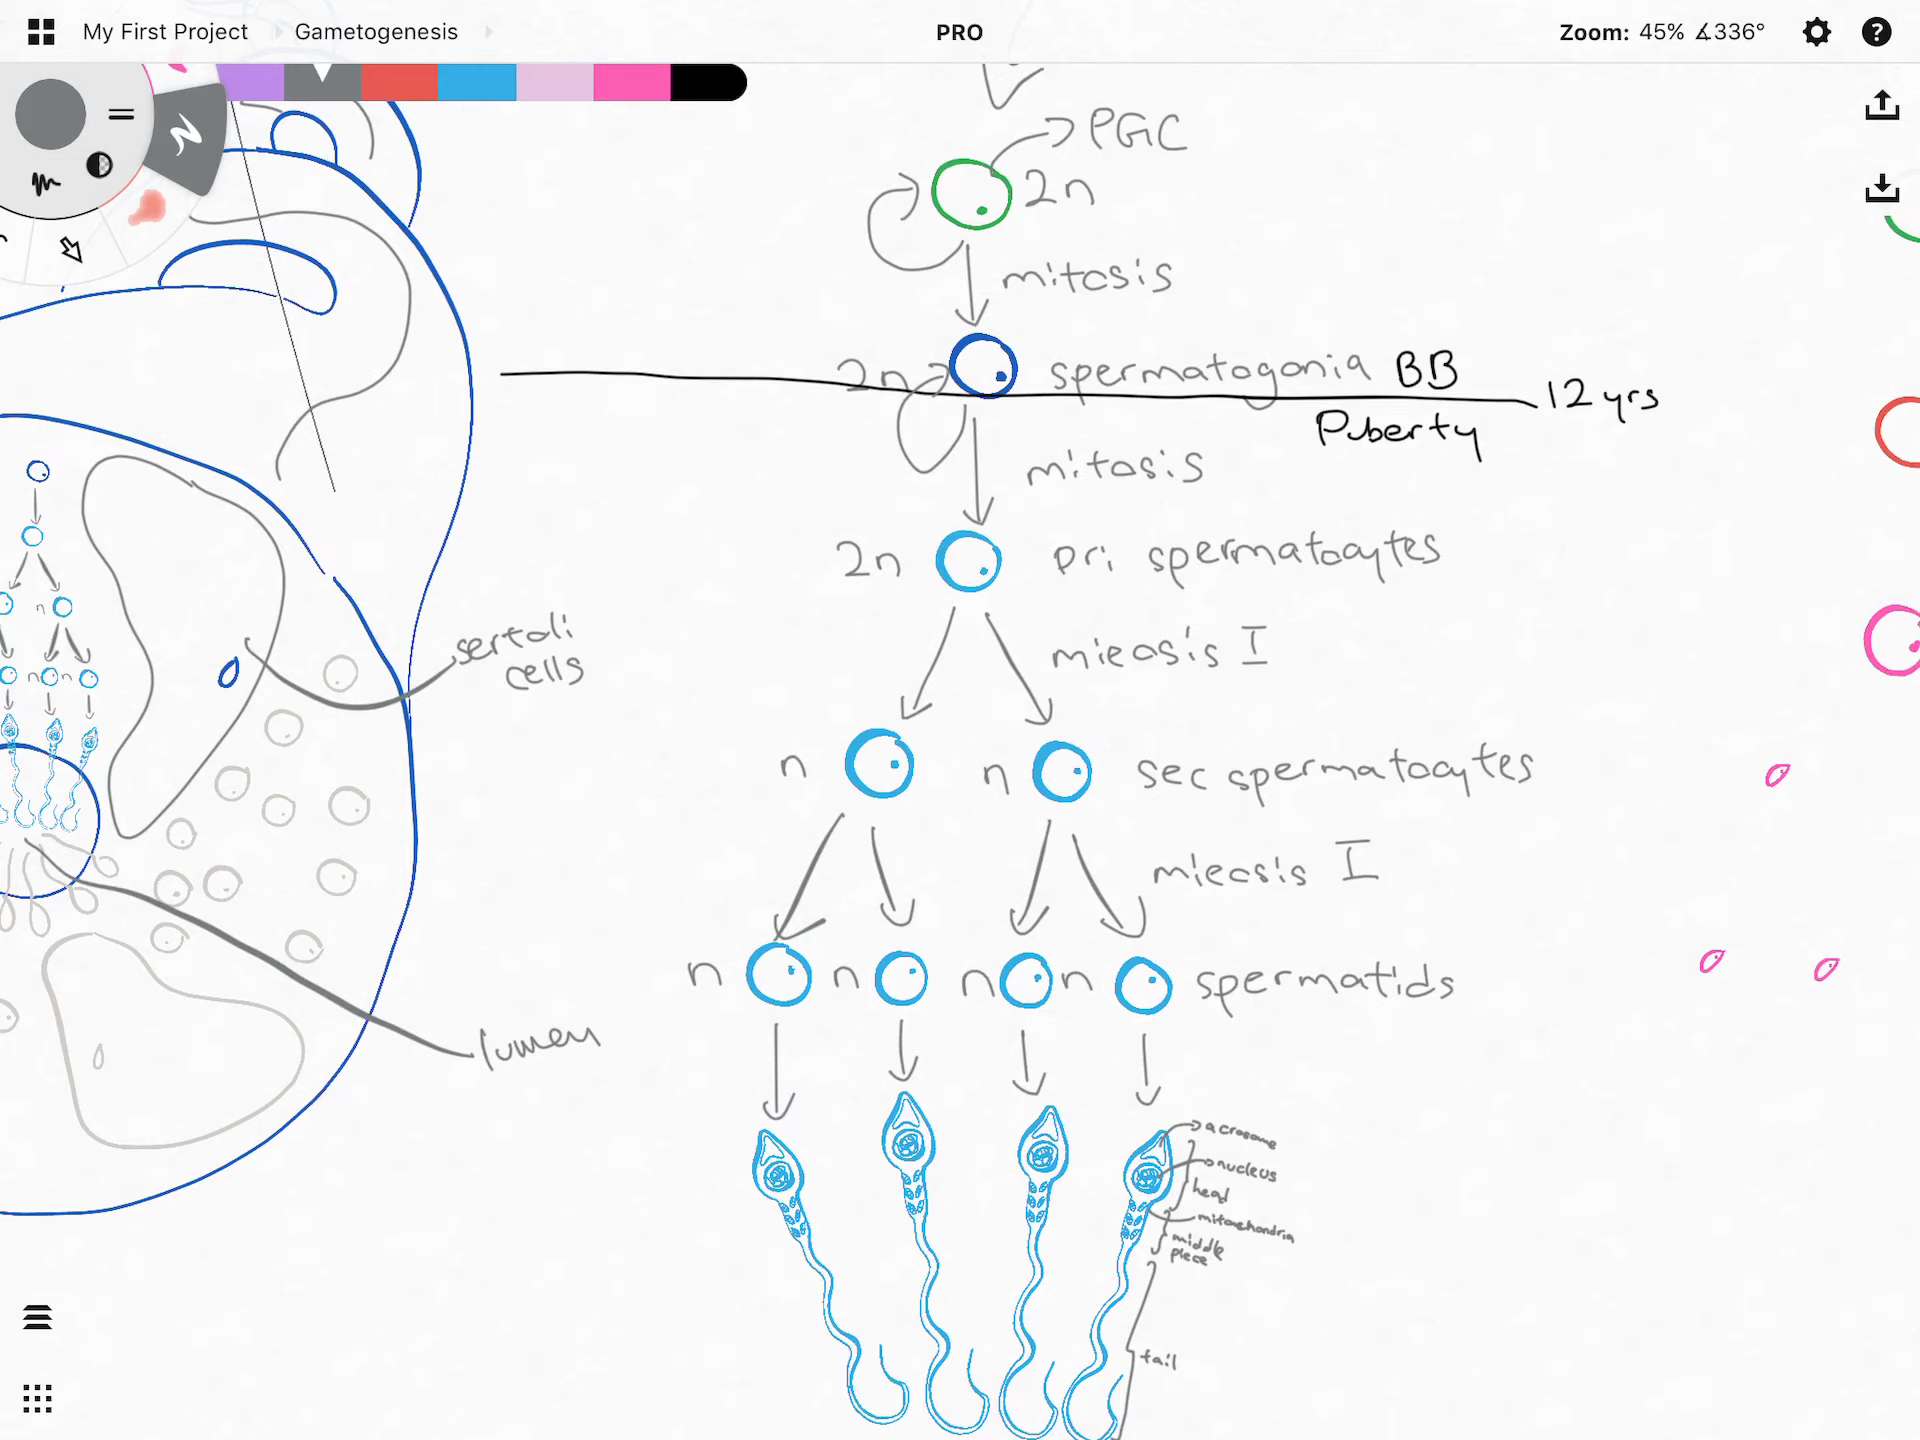 My First Project Gametogenesis PRO Zoom: 45% ∡336°
PGC
2n
mitosis
2n spermatogonia BB
12 yrs
Puberty
mitosis
2n pri spermatocytes
sertoli
cells
mieosis I
n n sec spermatocytes
mieosis I
n n n n spermatids
lumen
acrosome
nucleus
head
mitochondria
middle
piece
tail
n
n n